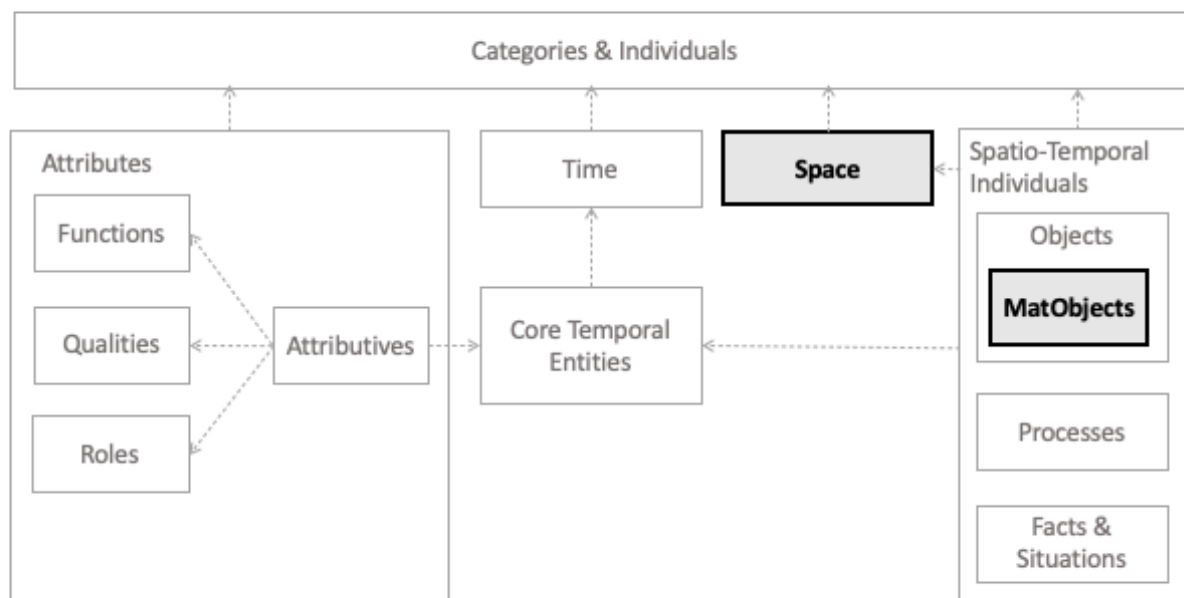 Categories & Individuals
Attributes
Functions
Qualities
Roles
Attributives
Time
Core Temporal
Entities
Space
Spatio-Temporal
Individuals
Objects
MatObjects
Processes
Facts &
Situations